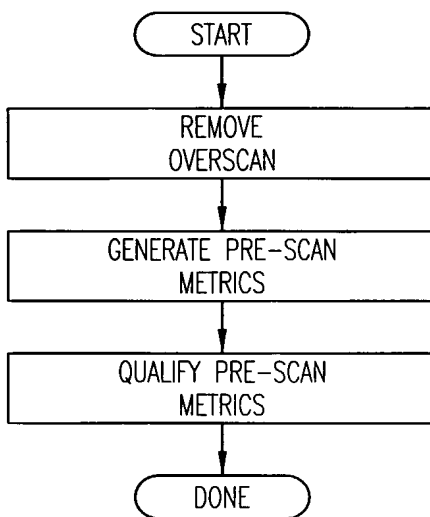 START
REMOVE
OVERSCAN
GENERATE PRE-SCAN
METRICS
QUALIFY PRE-SCAN
METRICS
DONE